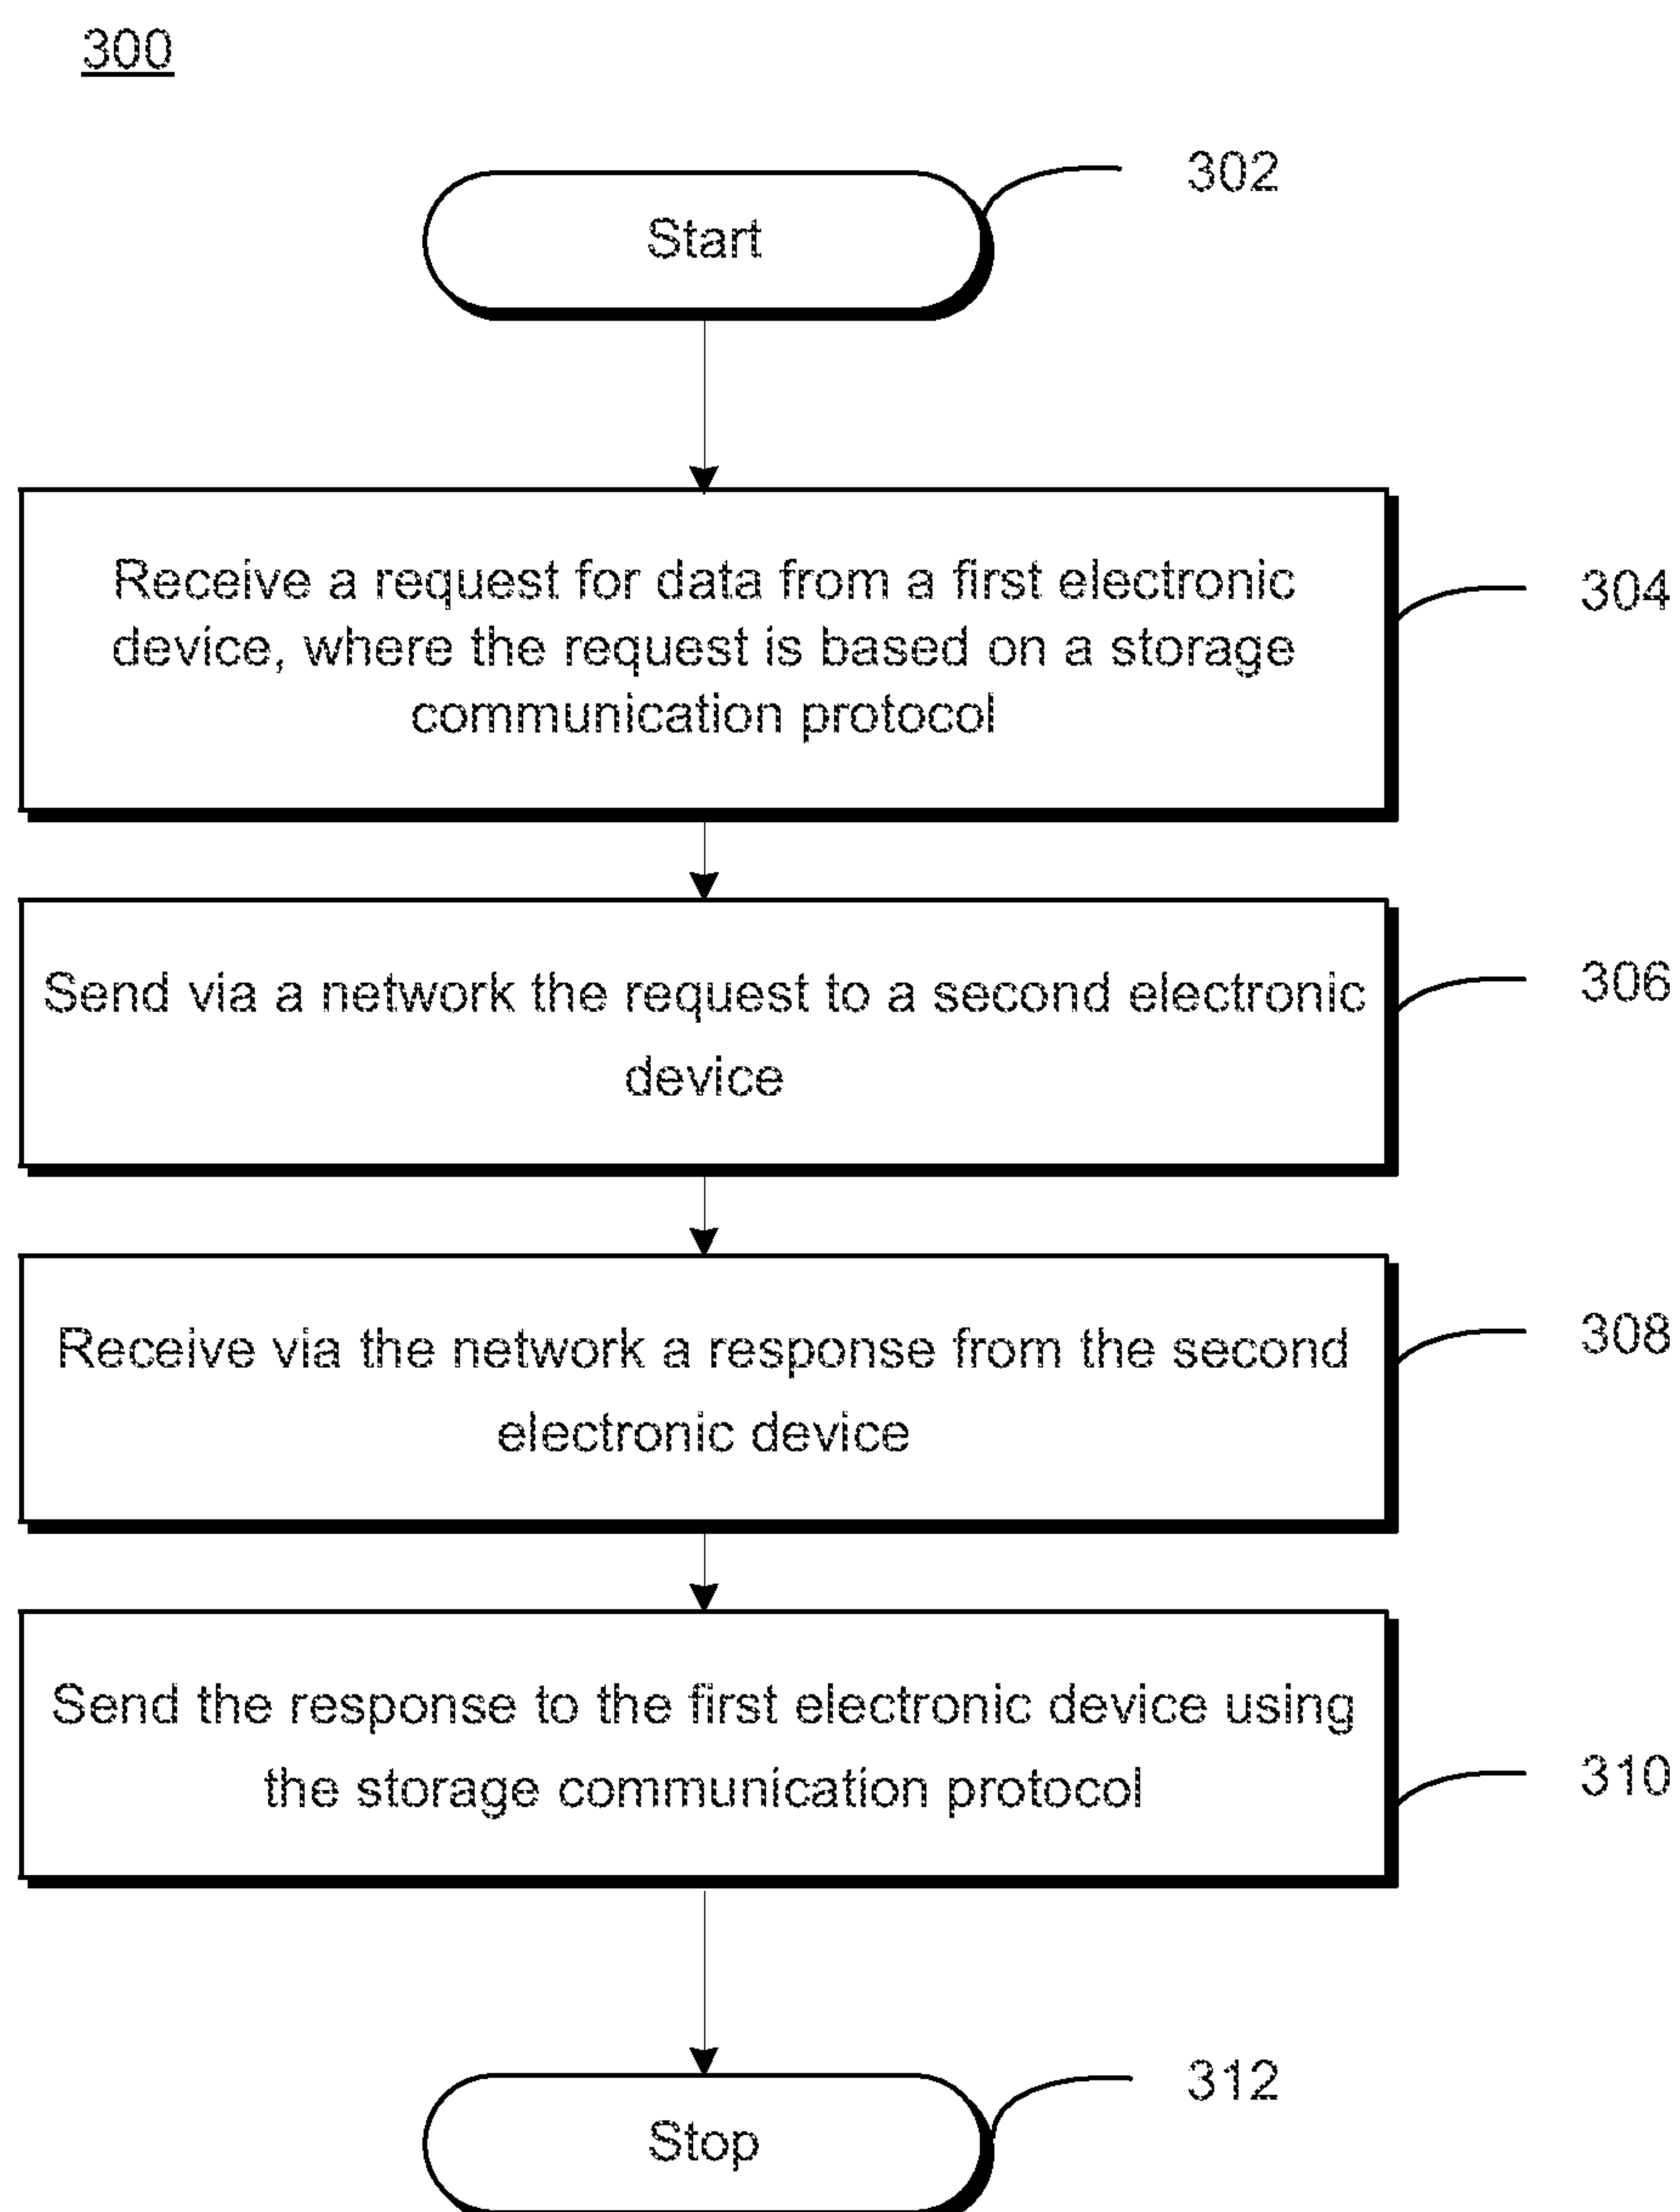 300
302
Start
Receive a request for data from a first electronic
device, where the request is based on a storage
communication protocol
304
Send via a network the request to a second electronic
device
306
Receive via the network a response from the second
electronic device
308
Send the response to the first electronic device using
the storage communication protocol
310
312
Stop